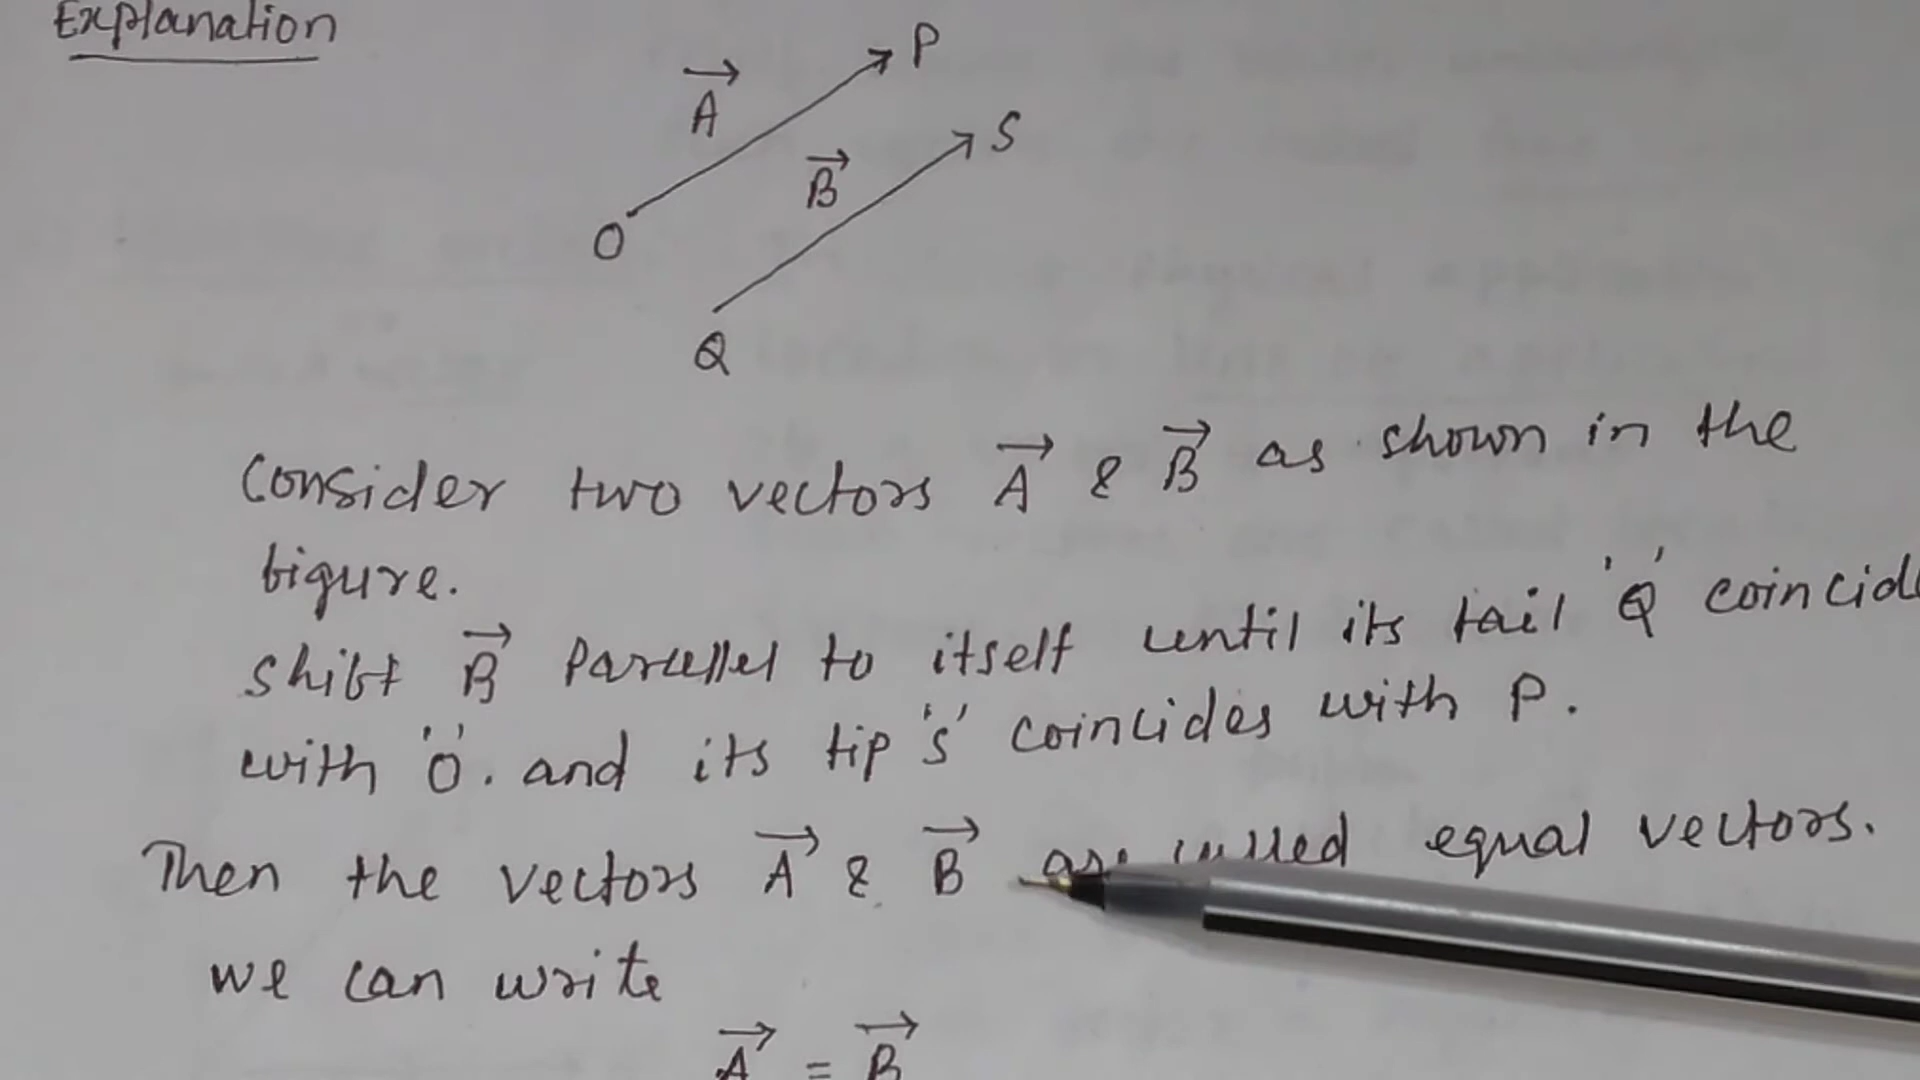 Explanation
P
A
S
B
O
Q
Consider two vectors A & B as shown in the
figure.
shift B Parallel to itself until its tail 'Q' coincid
with 'O'. and its tip 's' coincides with P.
Then the vectors A & B are called equal vectors.
we can write
A = B